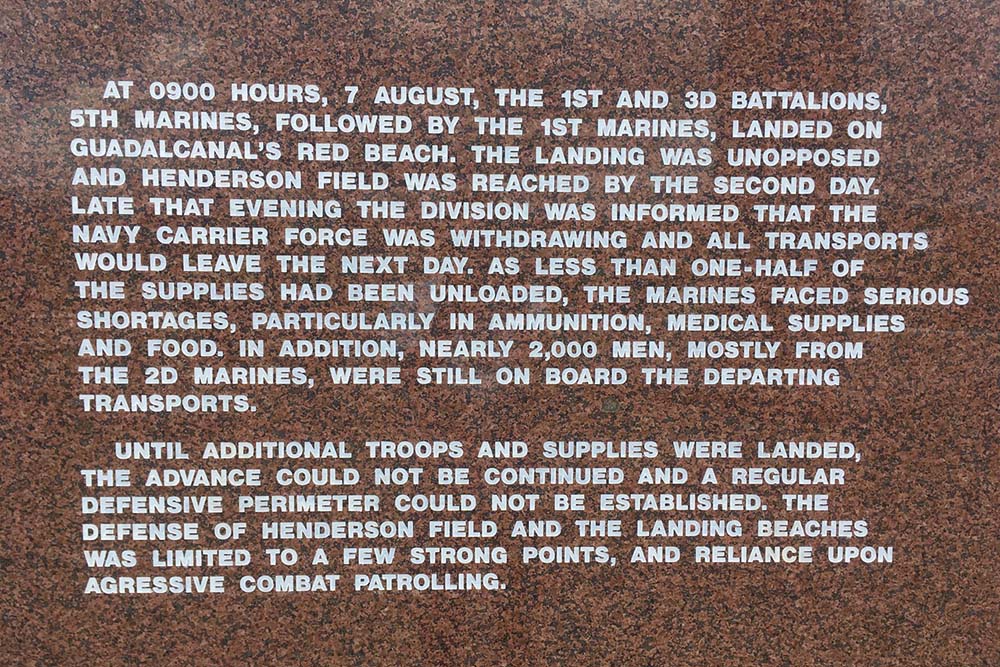 AT 0900 HOURS, 7 AUGUST, THE 1ST AND 3D BATTALIONS,
5TH MARINES, FOLLOWED BY THE 1ST MARINES, LANDED ON
GUADALCANAL'S RED BEACH. THE LANDING WAS UNOPPOSED
AND HENDERSON FIELD WAS REACHED BY THE SECOND DAY.
LATE THAT EVENING THE DIVISION WAS INFORMED THAT THE
NAVY CARRIER FORCE WAS WITHDRAWING AND ALL TRANSPORTS
WOULD LEAVE THE NEXT DAY. AS LESS THAN ONE-HALF OF
THE SUPPLIES HAD BEEN UNLOADED, THE MARINES FACED SERIOUS
SHORTAGES, PARTICULARLY IN AMMUNITION, MEDICAL SUPPLIES
AND FOOD. IN ADDITION, NEARLY 2,000 MEN, MOSTLY FROM
THE 2D MARINES, WERE STILL ON BOARD THE DEPARTING
TRANSPORTS.
UNTIL ADDITIONAL TROOPS AND SUPPLIES WERE LANDED,
THE ADVANCE COULD NOT BE CONTINUED AND A REGULAR
DEFENSIVE PERIMETER COULD NOT BE ESTABLISHED. THE
DEFENSE OF HENDERSON FIELD AND THE LANDING BEACHES
WAS LIMITED TO A FEW STRONG POINTS, AND RELIANCE UPON
AGRESSIVE COMBAT PATROLLING.